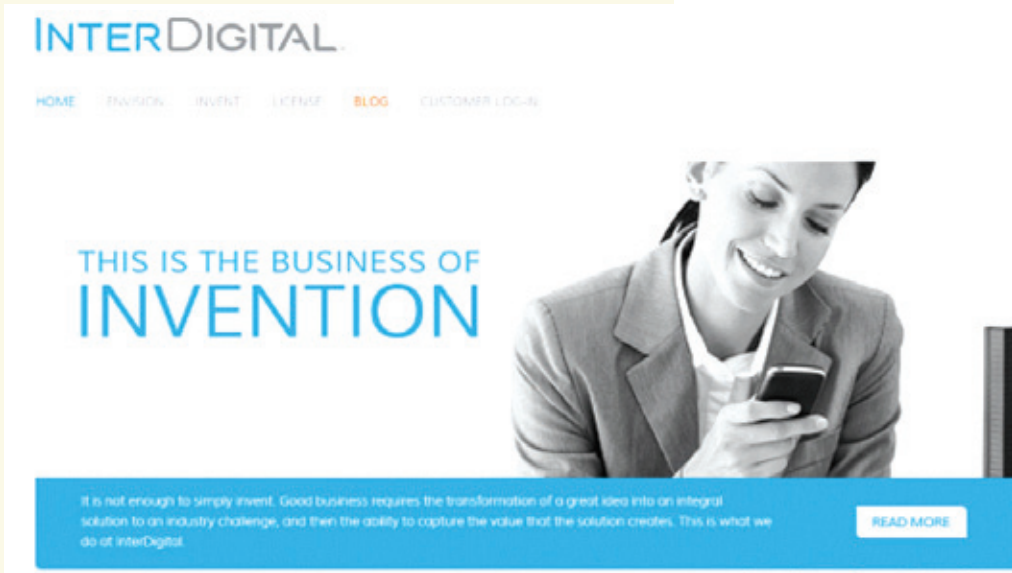 INTERDIGITAL
HOME ENVISION INVENT LICENSE BLOG CUSTOMER LOG-IN
THIS IS THE BUSINESS OF
INVENTION
It is not enough to simply invent. Good business requires the transformation of a great idea into an integral
solution to an industry challenge, and then the ability to capture the value that the solution creates. This is what we
do at InterDigital.
READ MORE